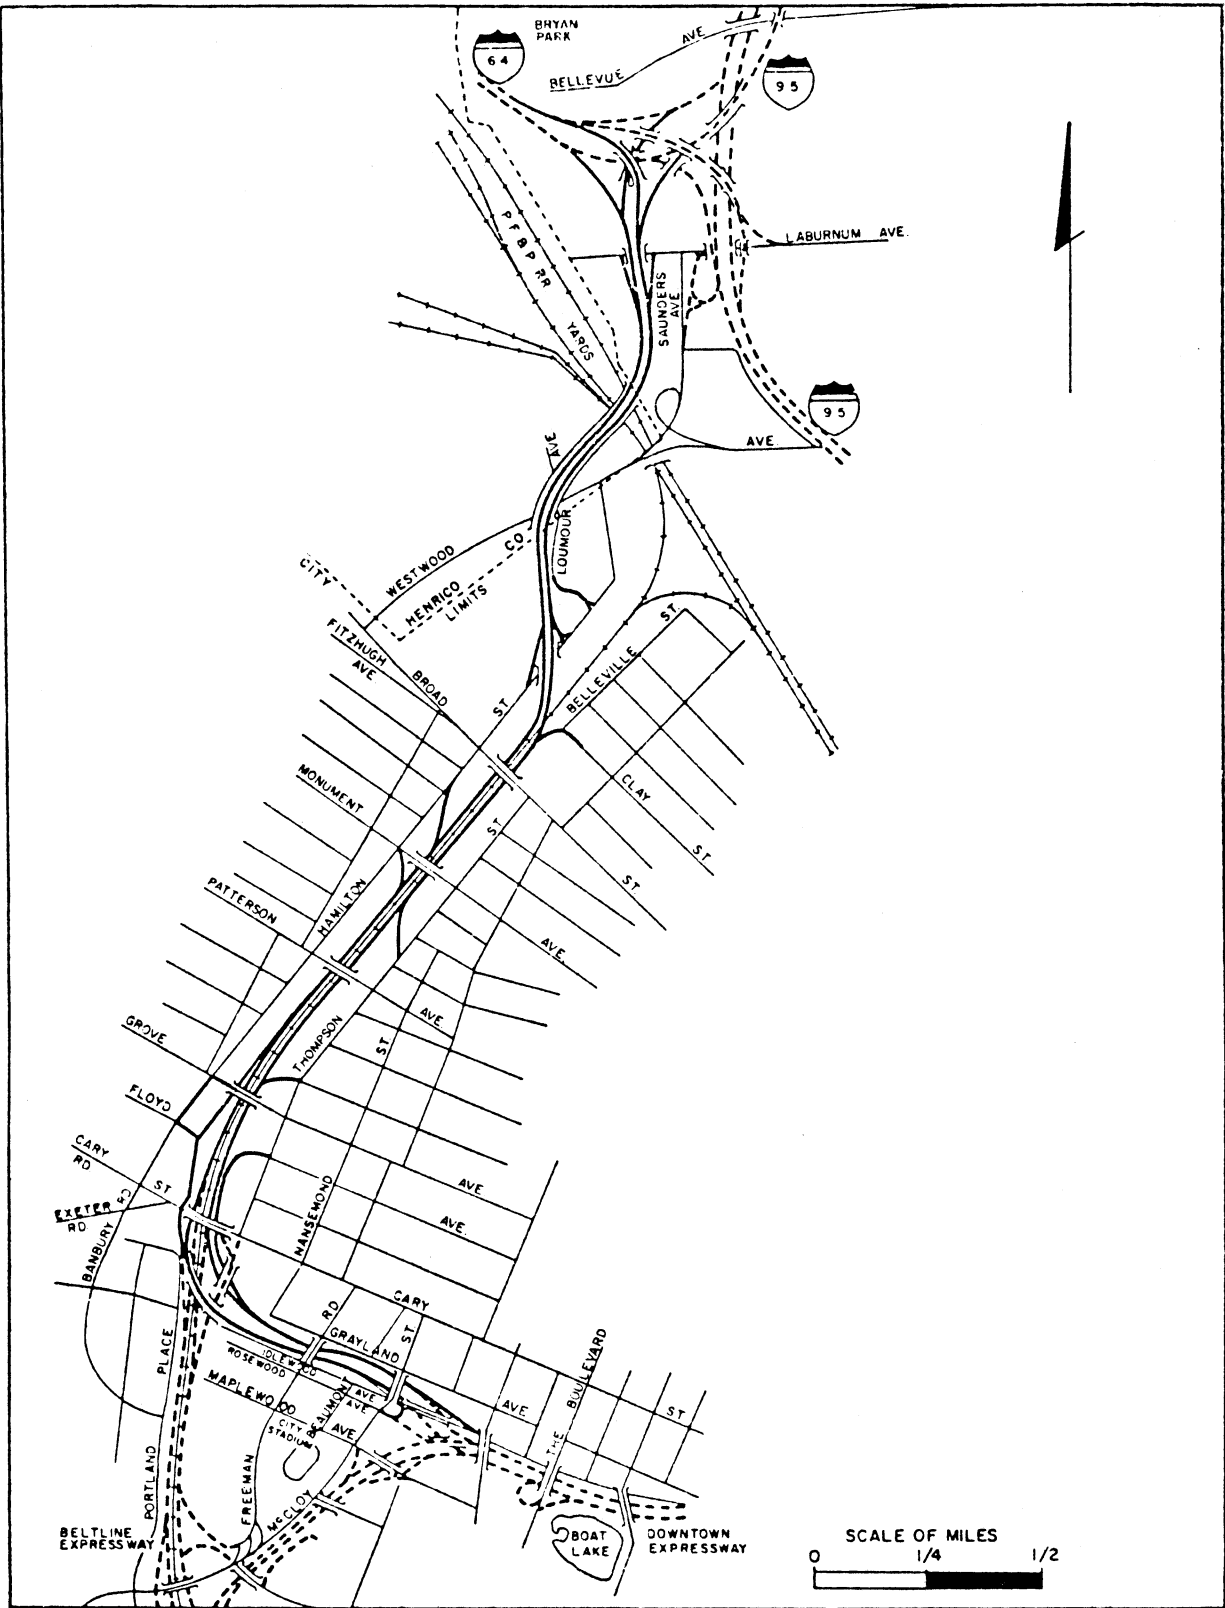 BRYAN
PARK
64
AVE.
BELLEVUE
95
LABURNUM AVE.
P F & P RR
YARDS
SAUNDERS
AVE
95
AVE
AVE.
LOUMOUR
CO
WESTWOOD
CITY
HENRICO
LIMITS
FITZHUGH
AVE
BROAD
ST
BELLEVILLE
ST.
MONUMENT
CLAY
ST
ST
ST.
PATTERSON
HAMILTON
AVE.
GROVE
THOMPSON
ST
AVE.
FLOYD
CARY
RD
ST
EXETER
RD
BANBURY
RD
NANSEMOND
AVE
AVE.
CARY
RD
GRAYLAND
ST
PLACE
IDLEWOOD
ROSEWOOD
AVE
AVE
MAPLEWOOD
BEAUMONT
AVE
CITY
STADIUM
AVE
THE BOULEVARD
ST
PORTLAND
FREEMAN
McCLOY
BELTLINE
EXPRESSWAY
BOAT
LAKE
DOWNTOWN
EXPRESSWAY
SCALE OF MILES
0 1/4 1/2